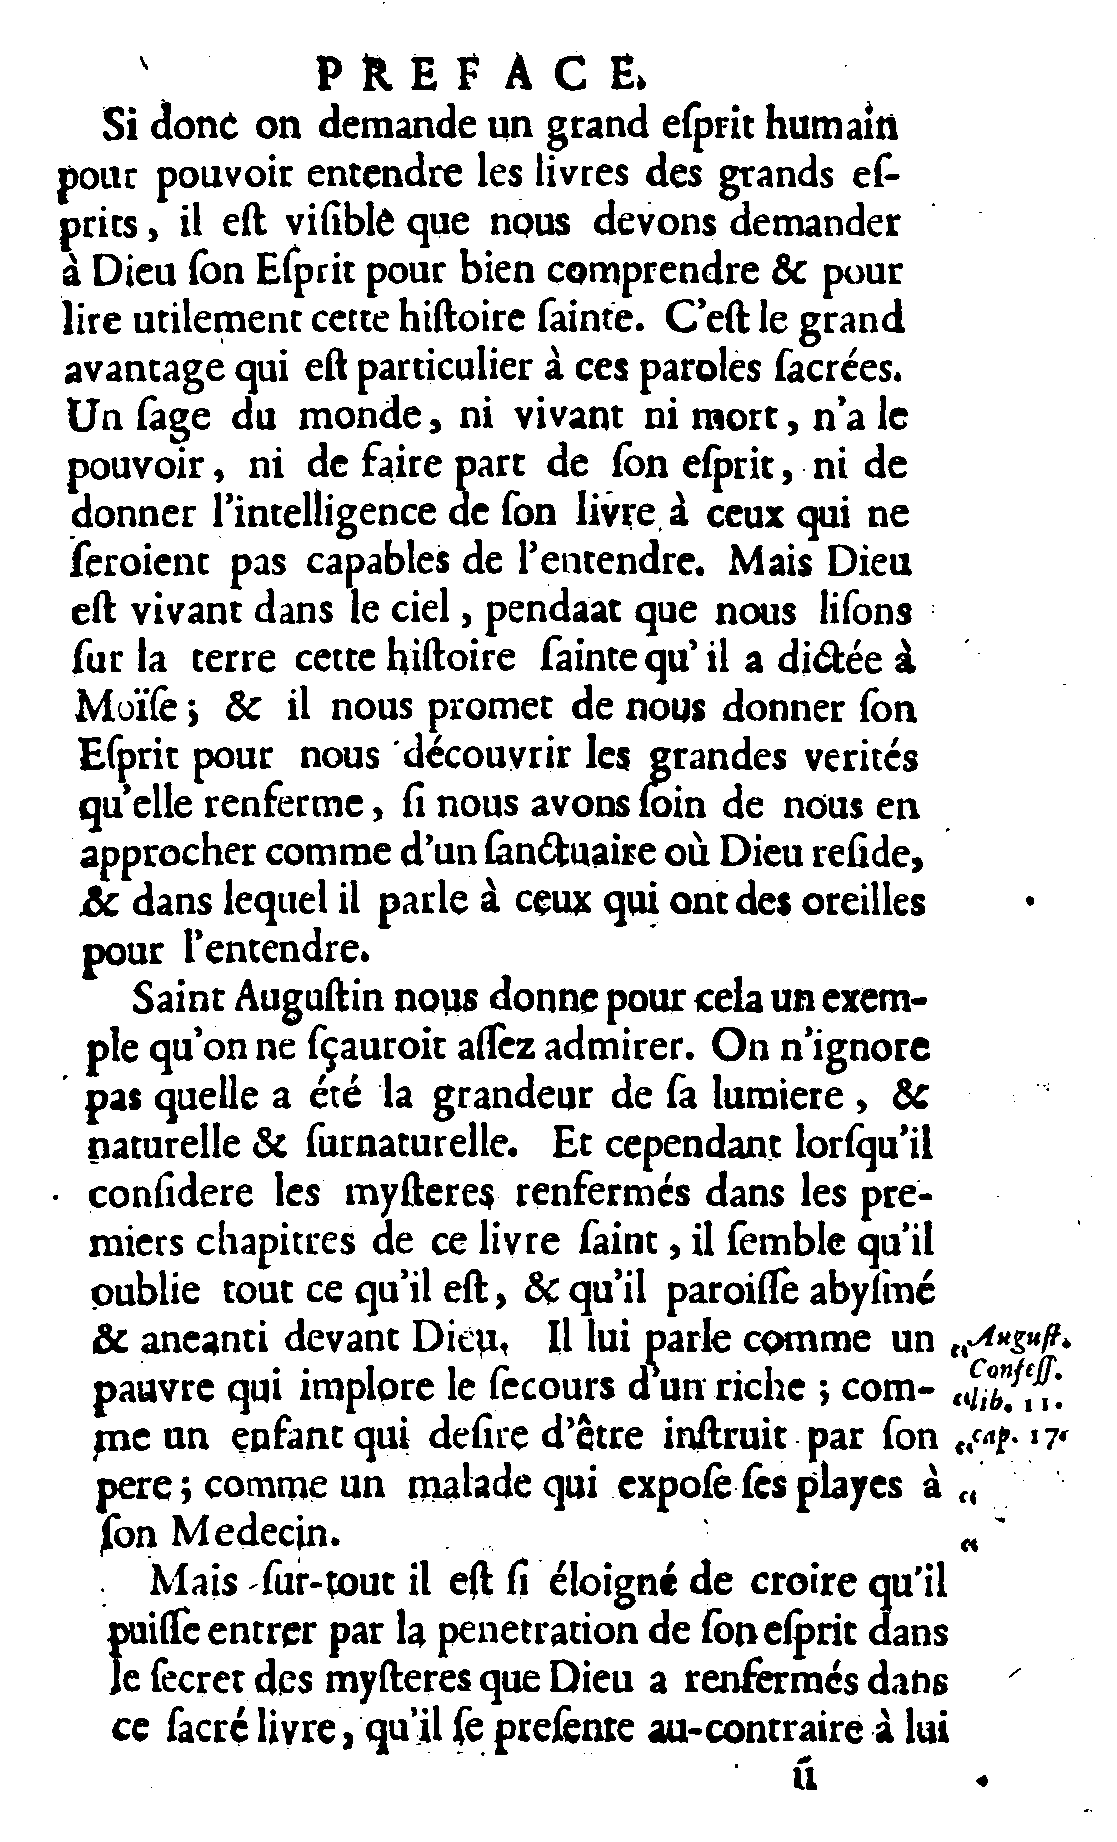 PREFACE.
Si donc on demande un grand eſprit humain
pour pouvoir entendre les livres des grands eſ-
prits, il eſt viſible que nous devons demander
à Dieu ſon Eſprit pour bien comprendre & pour
lire utilement cette hiſtoire ſainte. C'eſt le grand
avantage qui eſt particulier à ces paroles ſacrées.
Un ſage du monde, ni vivant ni mort, n'a le
pouvoir, ni de faire part de ſon eſprit, ni de
donner l'intelligence de ſon livre à ceux qui ne
ſeroient pas capables de l'entendre. Mais Dieu
eſt vivant dans le ciel, pendaat que nous liſons
ſur la terre cette hiſtoire ſainte qu'il a dictée à
Moïſe; & il nous promet de nous donner ſon
Eſprit pour nous découvrir les grandes verités
qu'elle renferme, ſi nous avons ſoin de nous en
approcher comme d'un ſanctuaire où Dieu reſide,
& dans lequel il parle à ceux qui ont des oreilles
pour l'entendre.
Saint Auguſtin nous donne pour cela un exem-
ple qu'on ne ſçauroit aſſez admirer. On n'ignore
pas quelle a été la grandeur de ſa lumiere, &
naturelle & ſurnaturelle. Et cependant lorſqu'il
conſidere les myſteres renfermés dans les pre-
miers chapitres de ce livre ſaint, il ſemble qu'il
oublie tout ce qu'il eſt, & qu'il paroiſſe abyſmé
& aneanti devant Dieu. Il lui parle comme un
pauvre qui implore le ſecours d'un riche; com-
me un enfant qui deſire d'être inſtruit par ſon
pere; comme un malade qui expoſe ſes playes à
ſon Medecin.
“Auguſt.
Confeſſ.
“lib. 11.
“cap. 17.
“
“
Mais ſur-tout il eſt ſi éloigné de croire qu'il
puiſſe entrer par la penetration de ſon eſprit dans
le ſecret des myſteres que Dieu a renfermés dans
ce ſacré livre, qu'il ſe preſente au-contraire à lui
ũ